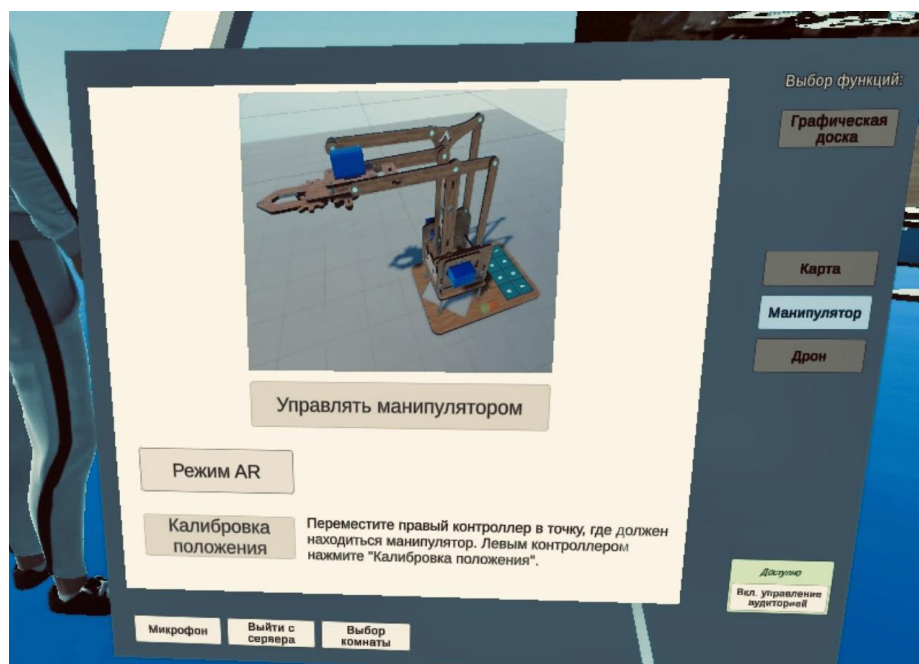 Выбор функций:
Графическая
доска
Карта
Манипулятор
Дрон
Управлять манипулятором
Режим AR
Калибровка
положения
Переместите правый контроллер в точку, где должен
находиться манипулятор. Левым контроллером
нажмите "Калибровка положения".
Доступно
Вкл. управление
аудиторией
Микрофон
Выйти с
сервера
Выбор
комнаты